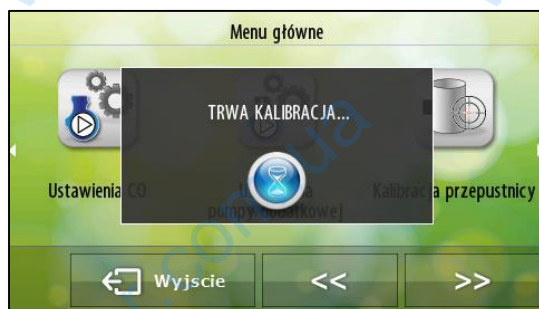 Menu główne
TRWA KALIBRACJA...
Ustawienia CO
pompy dodatkowej
Kalibracja przepustnicy
Wyjscie
<<
>>